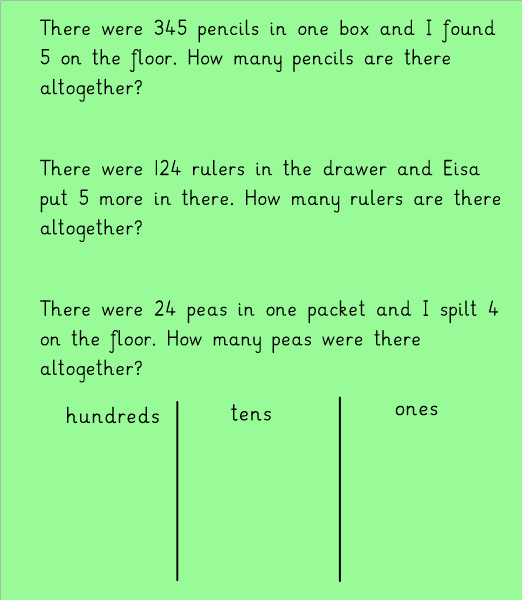 There were 345 pencils in one box and I found
5 on the floor. How many pencils are there
altogether?
There were 124 rulers in the drawer and Eisa
put 5 more in there. How many rulers are there
altogether?
There were 24 peas in one packet and I spilt 4
on the floor. How many peas were there
altogether?
hundreds tens ones